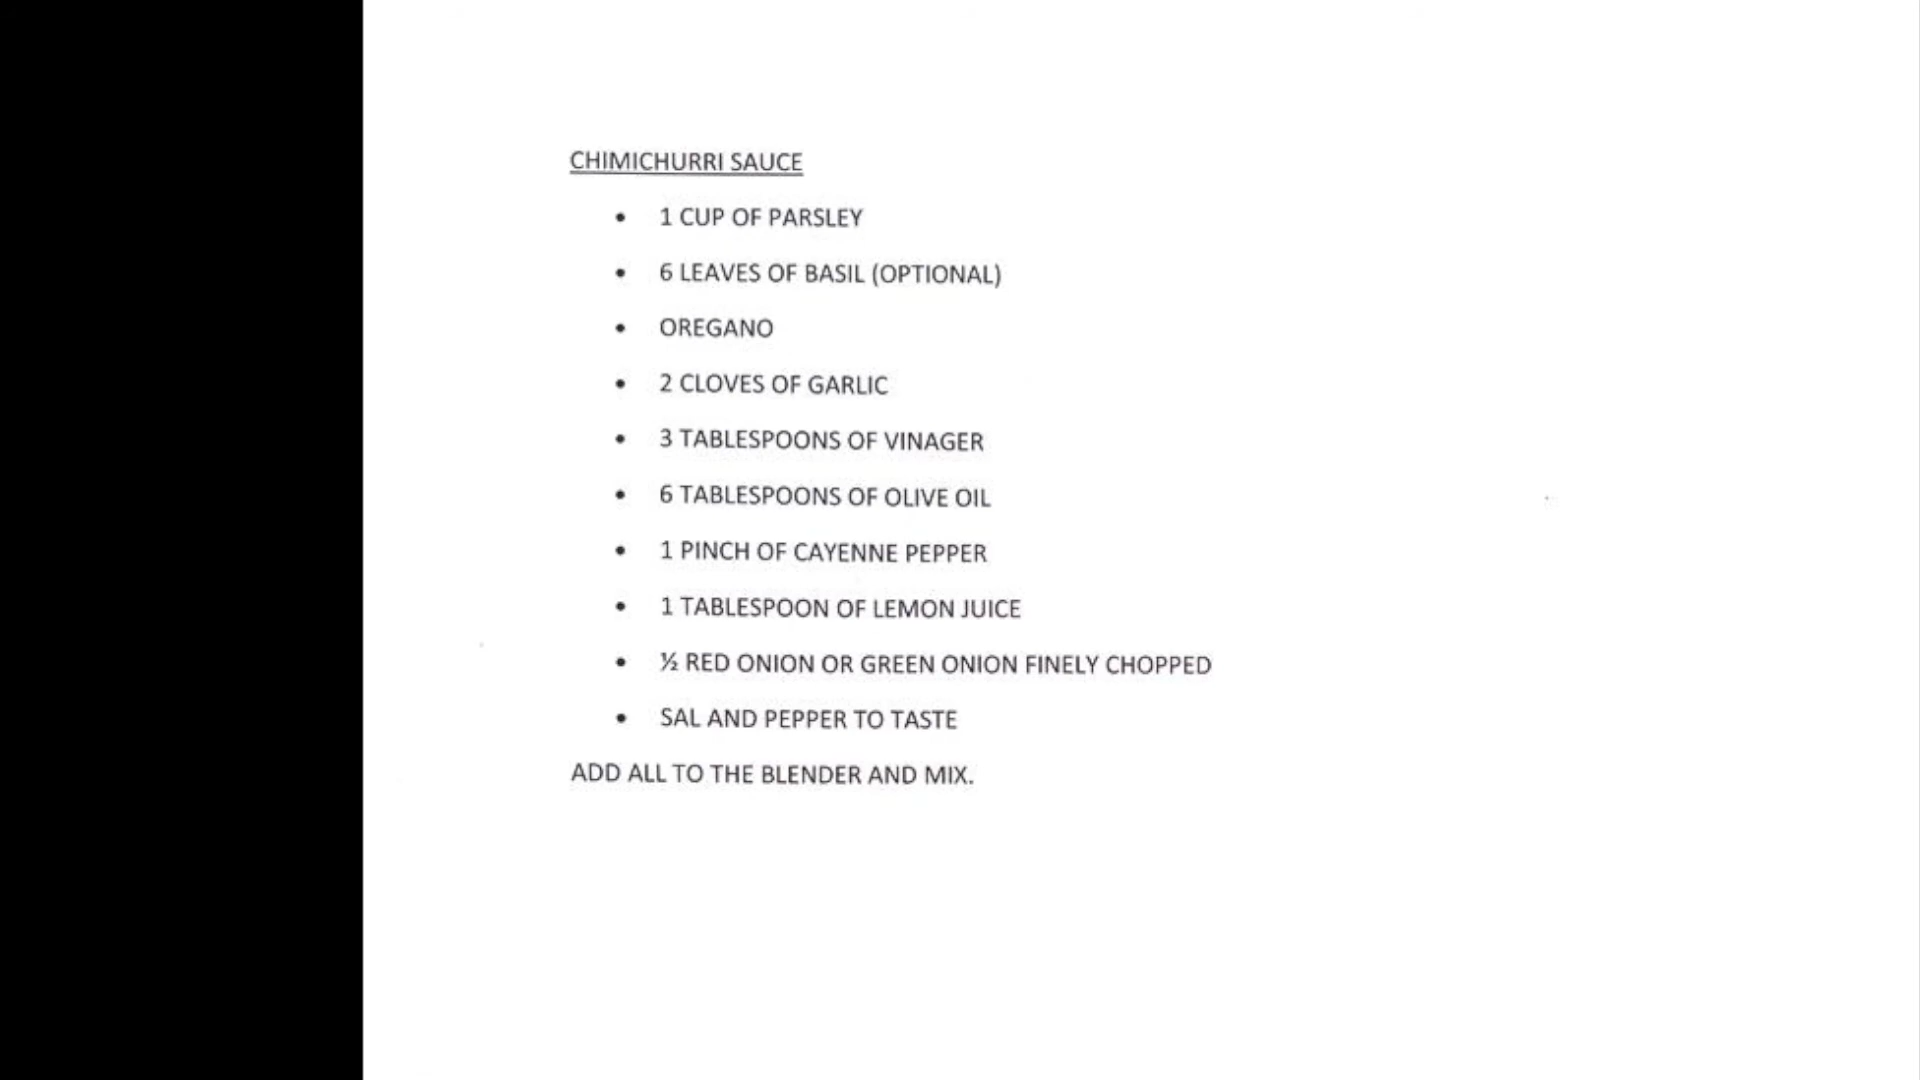 CHIMICHURRI SAUCE
• 1 CUP OF PARSLEY
• 6 LEAVES OF BASIL (OPTIONAL)
• OREGANO
• 2 CLOVES OF GARLIC
• 3 TABLESPOONS OF VINAGER
• 6 TABLESPOONS OF OLIVE OIL
• 1 PINCH OF CAYENNE PEPPER
• 1 TABLESPOON OF LEMON JUICE
• ½ RED ONION OR GREEN ONION FINELY CHOPPED
• SAL AND PEPPER TO TASTE
ADD ALL TO THE BLENDER AND MIX.